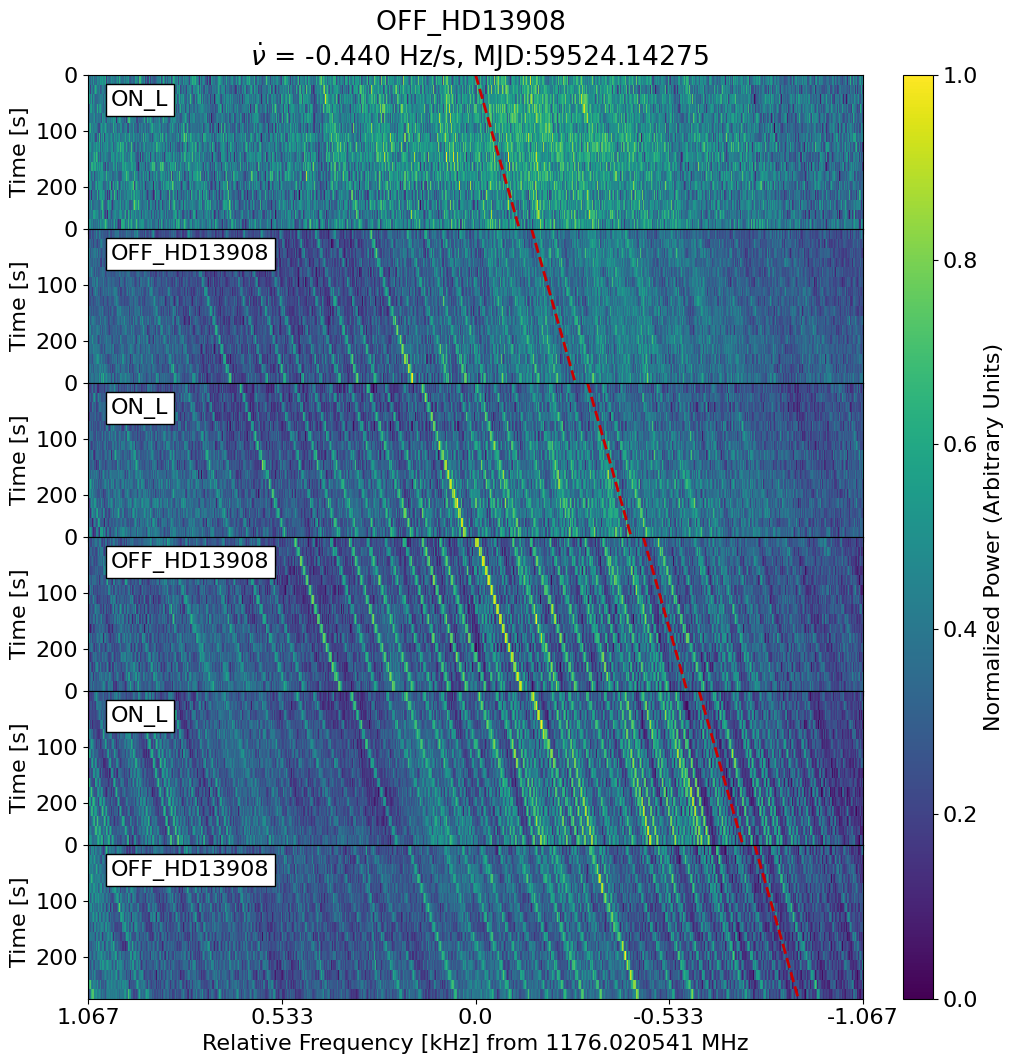 OFF_HD13908
ν̇ = -0.440 Hz/s, MJD:59524.14275
ON_L
OFF_HD13908
ON_L
OFF_HD13908
ON_L
OFF_HD13908
Time [s]
0
100
200
Time [s]
0
100
200
Time [s]
0
100
200
Time [s]
0
100
200
Time [s]
0
100
200
Time [s]
0
100
200
1.067 0.533 0.0 -0.533 -1.067
Relative Frequency [kHz] from 1176.020541 MHz
1.0
0.8
0.6
0.4
0.2
0.0
Normalized Power (Arbitrary Units)